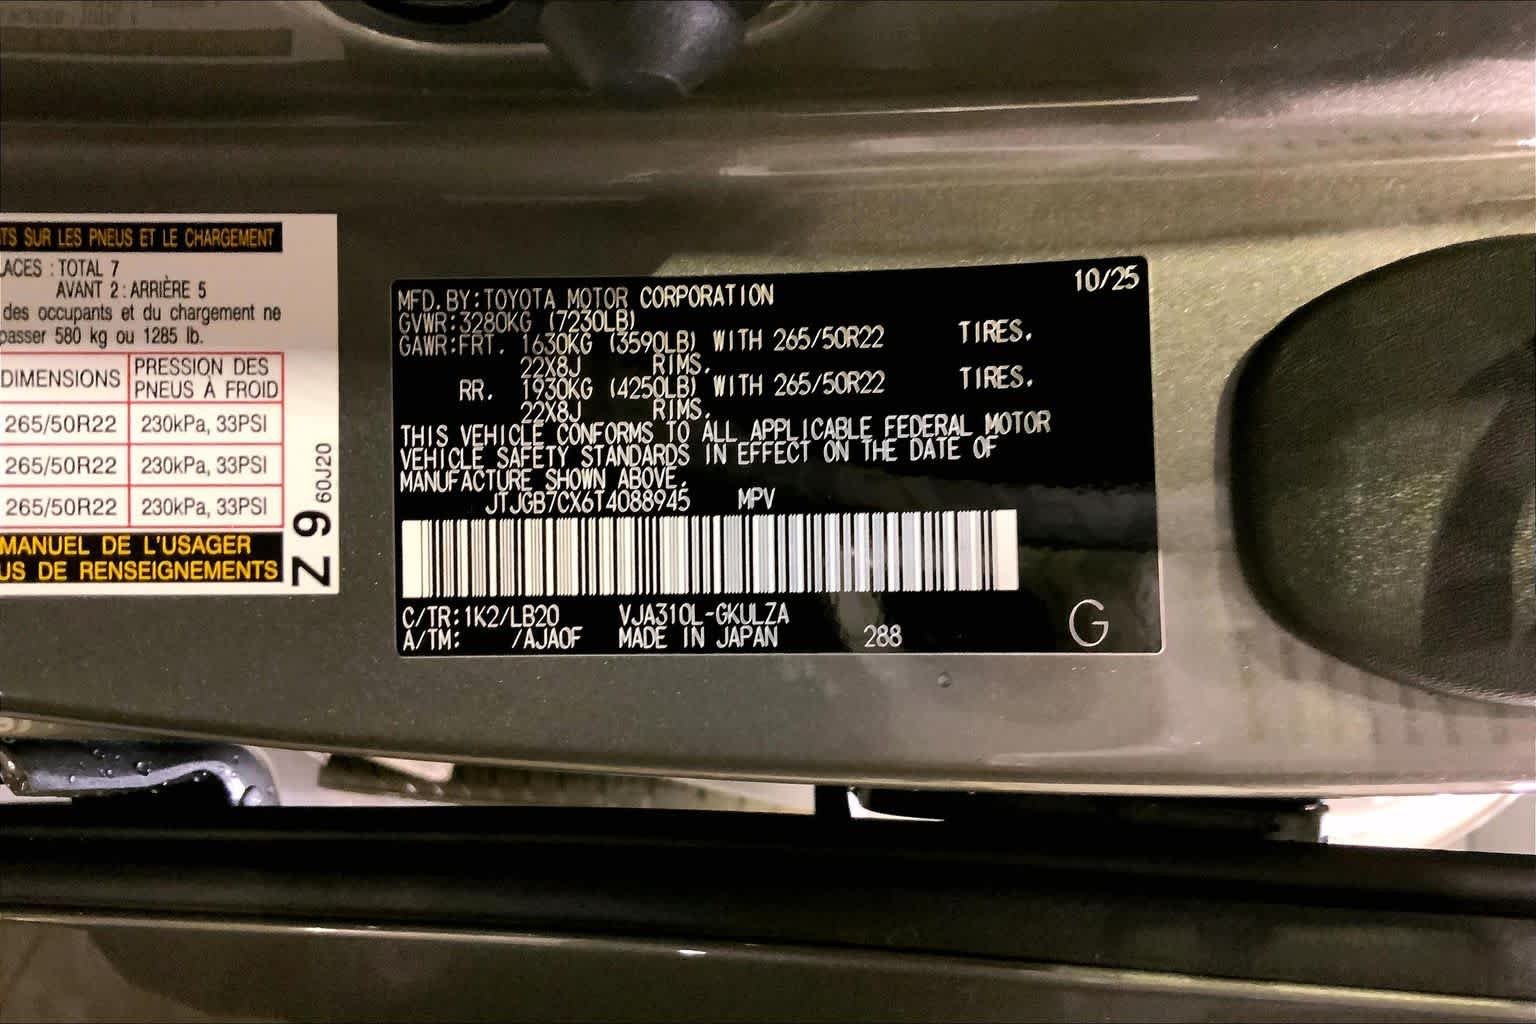 TS SUR LES PNEUS ET LE CHARGEMENT
LACES : TOTAL 7
AVANT 2 : ARRIÈRE 5
des occupants et du chargement ne
passer 580 kg ou 1285 lb.
DIMENSIONS PRESSION DES PNEUS À FROID
265/50R22 230kPa, 33PSI
265/50R22 230kPa, 33PSI
265/50R22 230kPa, 33PSI
MANUEL DE L'USAGER
US DE RENSEIGNEMENTS
Z 9 60J20
10/25
MFD. BY: TOYOTA MOTOR CORPORATION
GVWR: 3280KG (7230LB)
GAWR: FRT. 1630KG (3590LB) WITH 265/50R22 TIRES.
22X8J RIMS.
RR. 1930KG (4250LB) WITH 265/50R22 TIRES.
22X8J RIMS.
THIS VEHICLE CONFORMS TO ALL APPLICABLE FEDERAL MOTOR
VEHICLE SAFETY STANDARDS IN EFFECT ON THE DATE OF
MANUFACTURE SHOWN ABOVE.
JTJGB7CX6T4088945 MPV
C/TR: 1K2/LB20 VJA310L-GKULZA
A/TM: /AJA0F MADE IN JAPAN 288
G